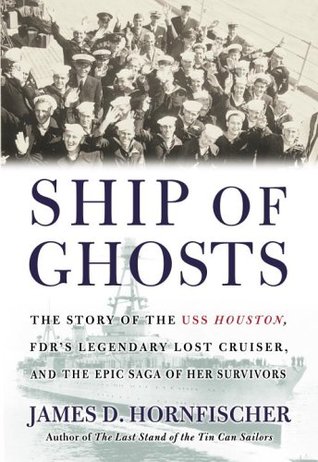 SHIP OF
GHOSTS
THE STORY OF THE USS HOUSTON,
FDR'S LEGENDARY LOST CRUISER,
AND THE EPIC SAGA OF HER SURVIVORS
JAMES D. HORNFISCHER
Author of The Last Stand of the Tin Can Sailors